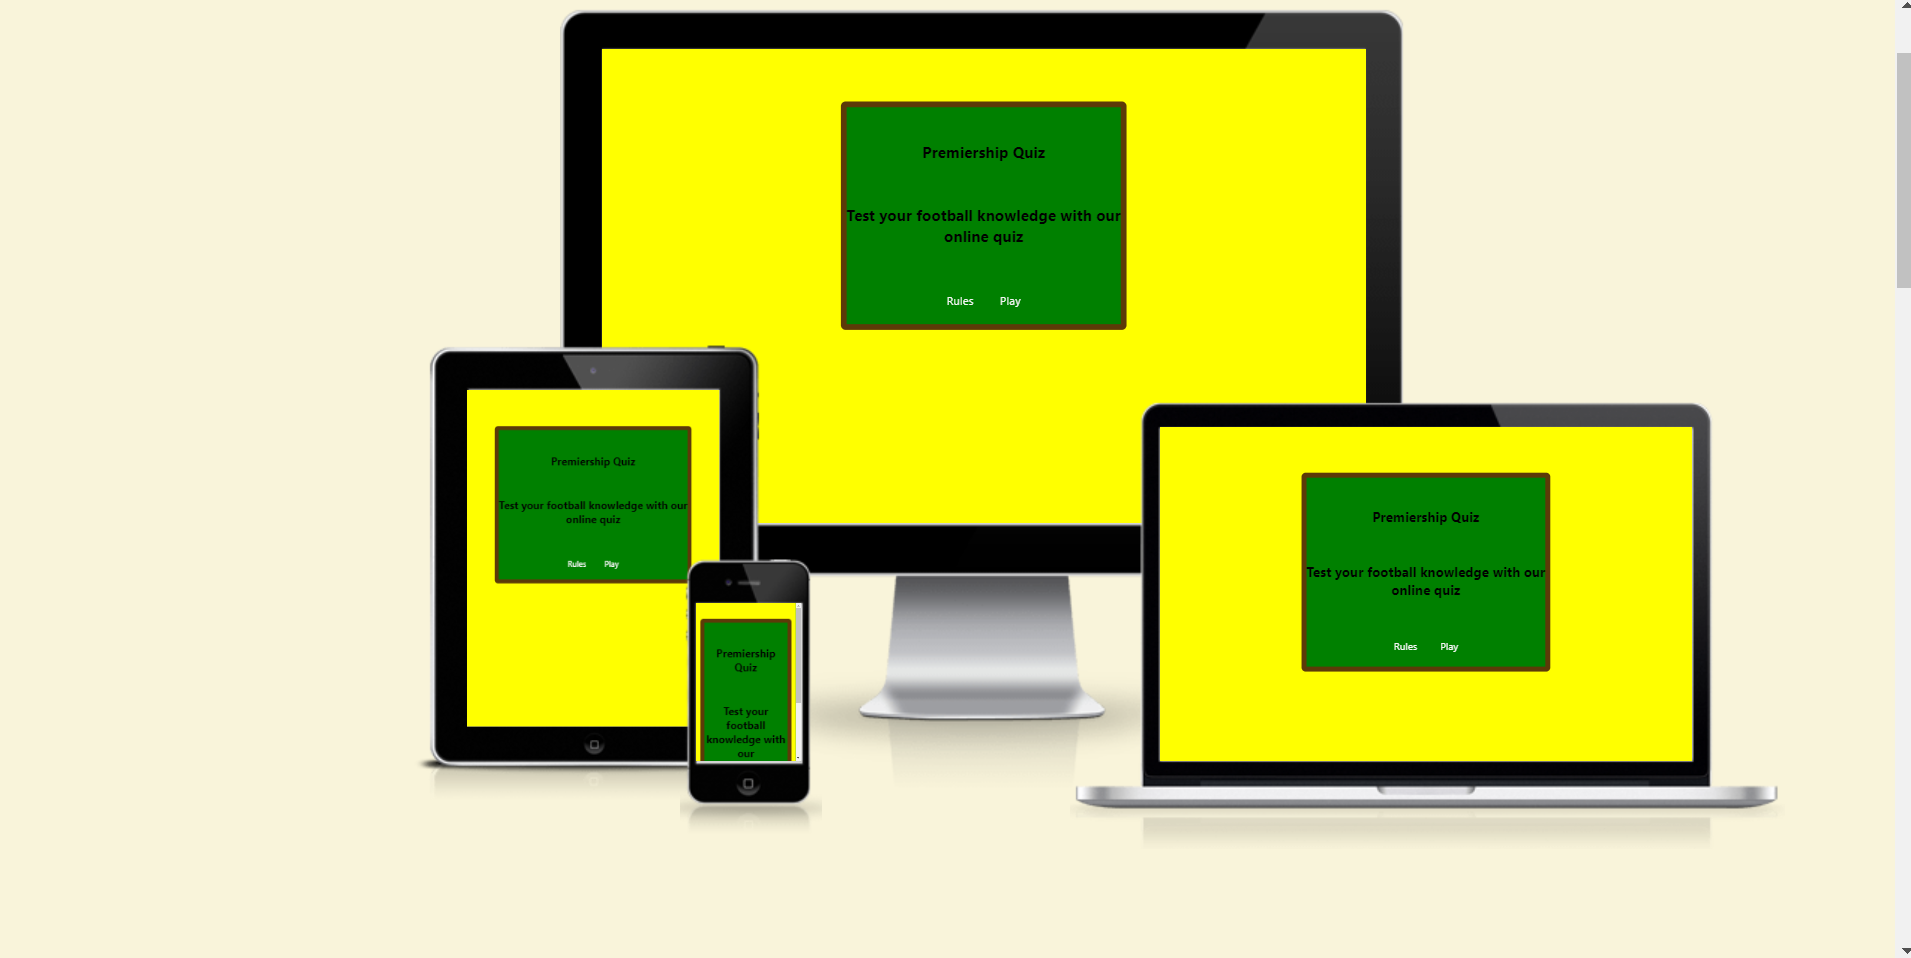 Premiership Quiz
Test your football knowledge with our
online quiz
Rules Play
Premiership Quiz
Test your football knowledge with our
online quiz
Rules Play
Premiership
Quiz
Test your
football
knowledge with
our
Premiership Quiz
Test your football knowledge with our
online quiz
Rules Play